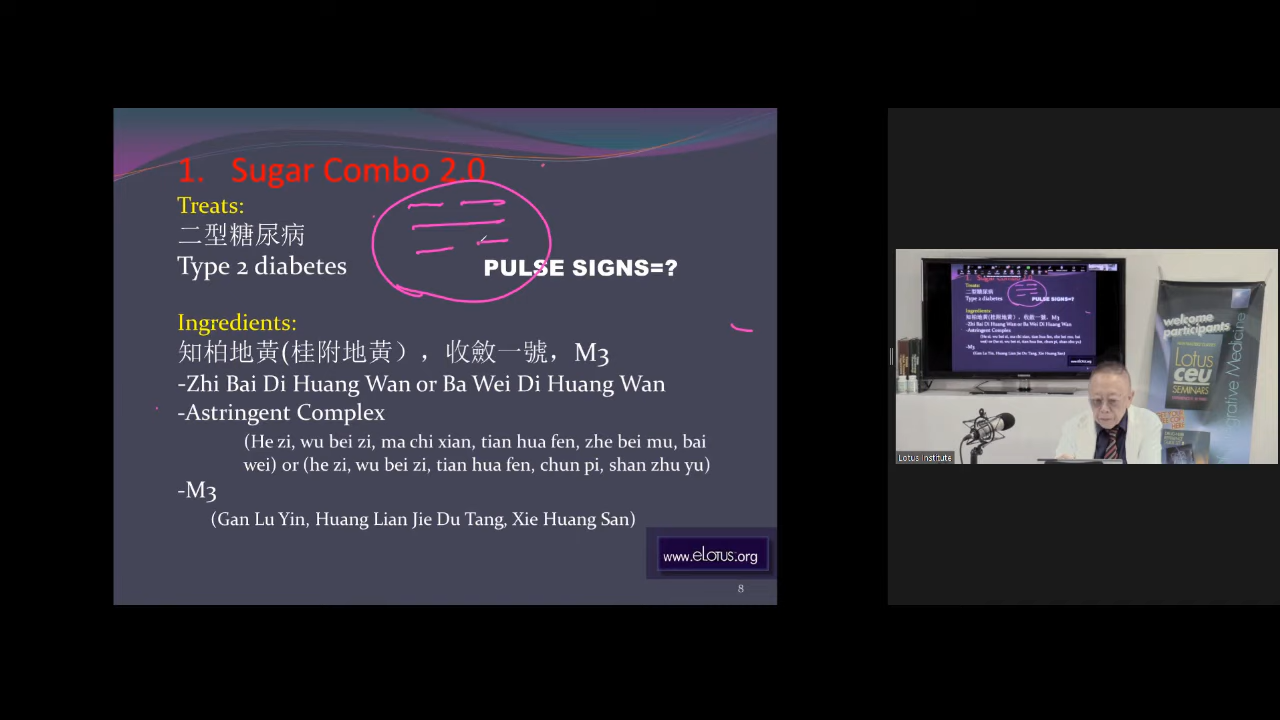 1. Sugar Combo 2.0
Treats:
二型糖尿病
Type 2 diabetes
PULSE SIGNS=?
Ingredients:
知柏地黃(桂附地黃），收斂一號，M3
-Zhi Bai Di Huang Wan or Ba Wei Di Huang Wan
-Astringent Complex
(He zi, wu bei zi, ma chi xian, tian hua fen, zhe bei mu, bai
wei) or (he zi, wu bei zi, tian hua fen, chun pi, shan zhu yu)
-M3
(Gan Lu Yin, Huang Lian Jie Du Tang, Xie Huang San)
www.eLotus.org
8
welcome
participants
Lotus
ceu
SEMINARS
grative Medicine
Lotus Institute